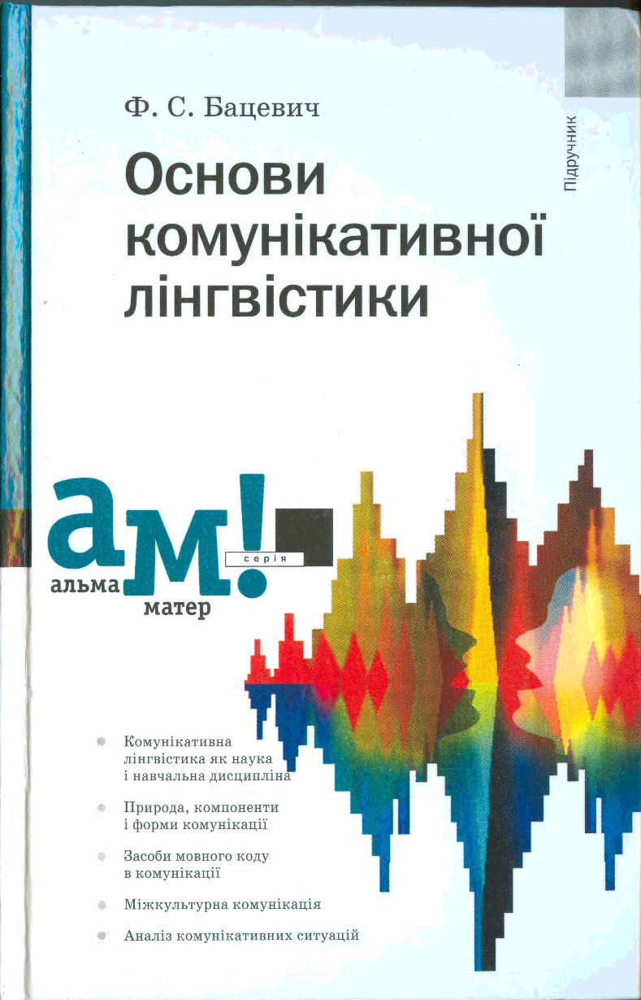 Ф. С. Бацевич
Підручник
Основи
комунікативної
лінгвістики
ам!
серія
альма
матер
Комунікативна
лінгвістика як наука
і навчальна дисципліна
Природа, компоненти
і форми комунікації
Засоби мовного коду
в комунікації
Міжкультурна комунікація
Аналіз комунікативних ситуацій